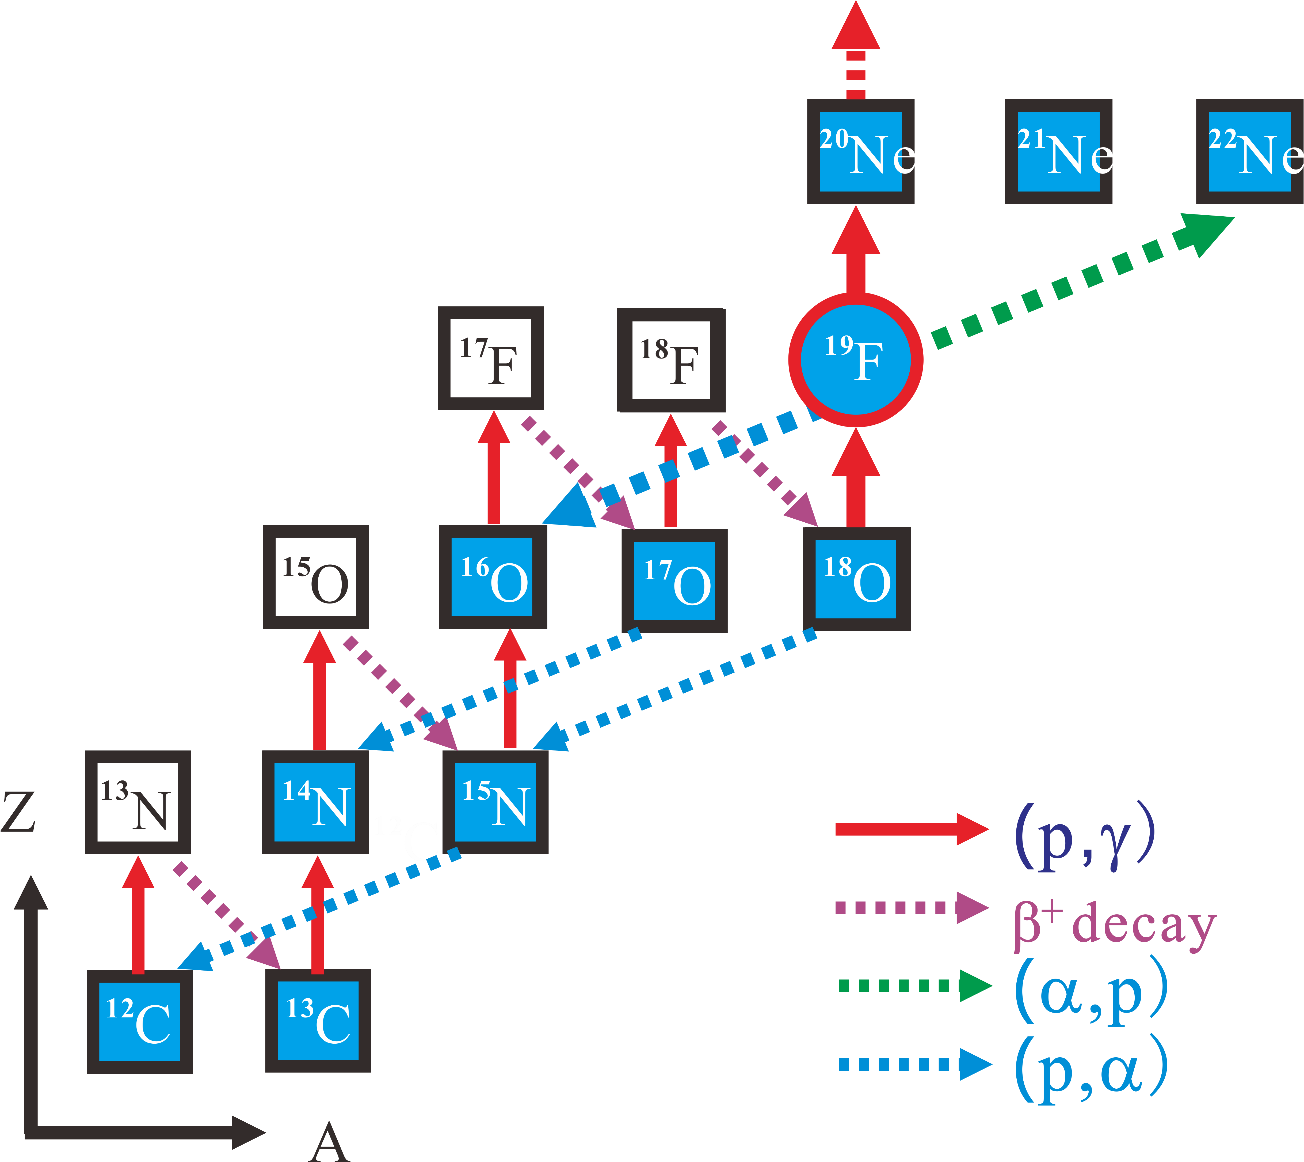 ²⁰Ne ²¹Ne ²²Ne
¹⁷F ¹⁸F ¹⁹F
¹⁵O ¹⁶O ¹⁷O ¹⁸O
¹³N ¹⁴N ¹⁵N
Z
¹²C ¹³C
A
(p,γ)
β⁺ decay
(α,p)
(p,α)